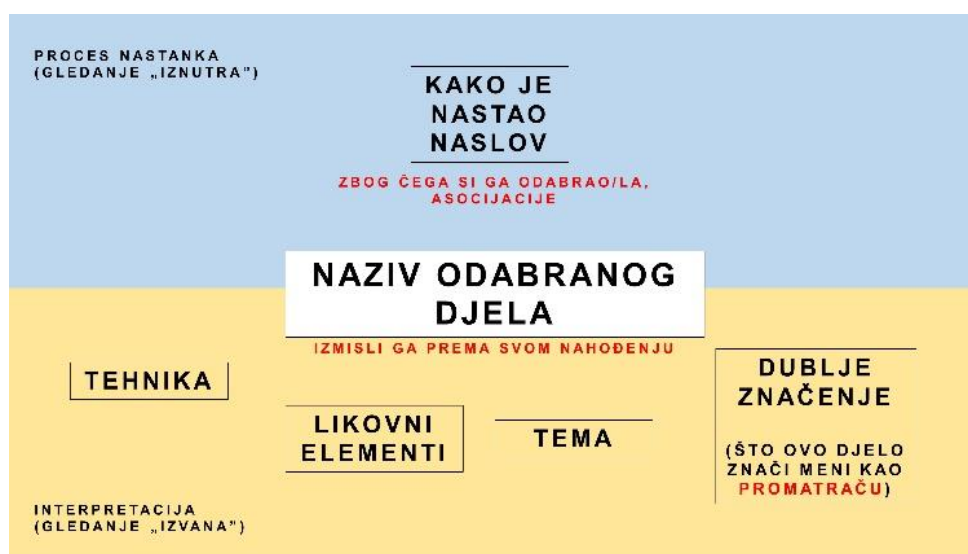 PROCES NASTANKA
(GLEDANJE „IZNUTRA”)
KAKO JE
NASTAO
NASLOV
ZBOG ČEGA SI GA ODABRAO/LA,
ASOCIJACIJE
NAZIV ODABRANOG
DJELA
IZMISLI GA PREMA SVOM NAHOĐENJU
TEHNIKA
LIKOVNI
ELEMENTI
TEMA
DUBLJE
ZNAČENJE
(ŠTO OVO DJELO
ZNAČI MENI KAO
PROMATRAČU)
INTERPRETACIJA
(GLEDANJE „IZVANA”)